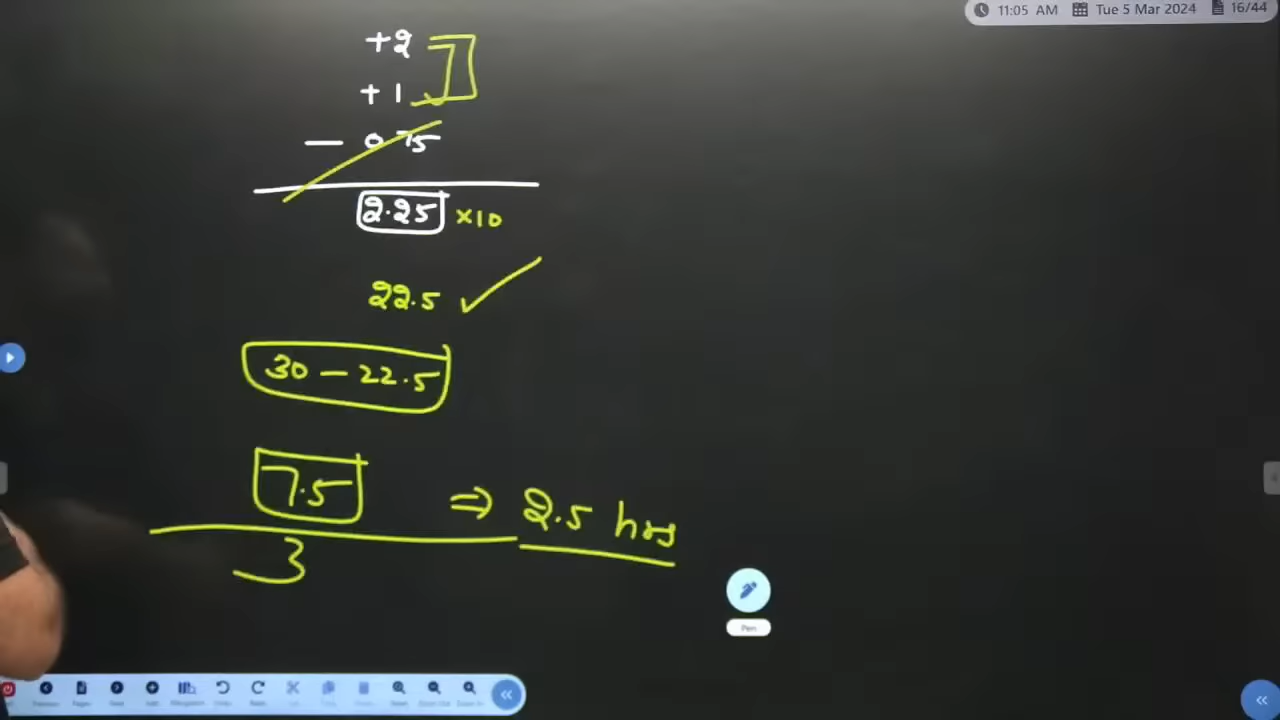 11:05 AM Tue 5 Mar 2024 16/44
+2
+1
— 0.75
2.25 ×10
22.5
30 — 22.5
7.5 ⇒ 2.5 hrs
3
Pen